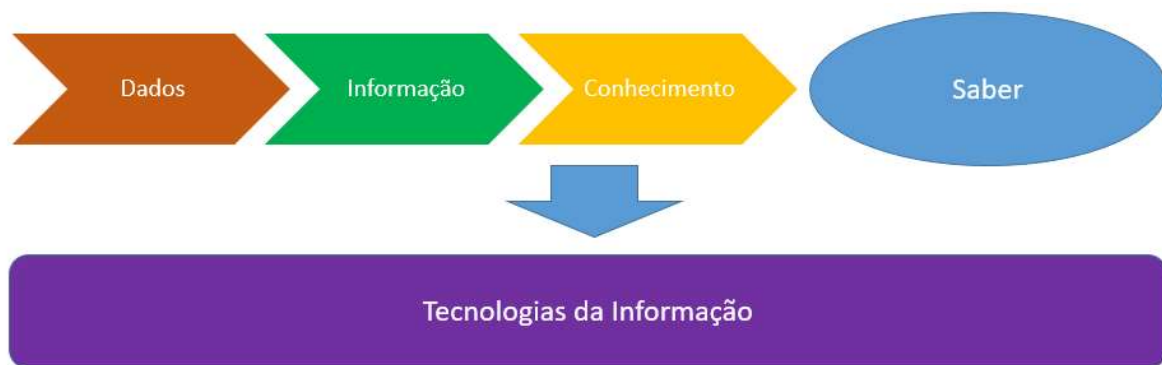 Dados
Informação
Conhecimento
Saber
Tecnologias da Informação